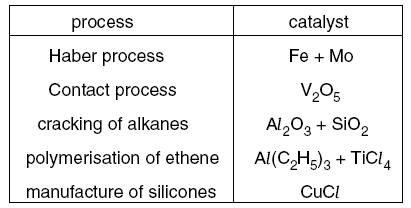 process catalyst
Haber process Fe + Mo
Contact process V₂O₅
cracking of alkanes Al₂O₃ + SiO₂
polymerisation of ethene Al(C₂H₅)₃ + TiCl₄
manufacture of silicones CuCl